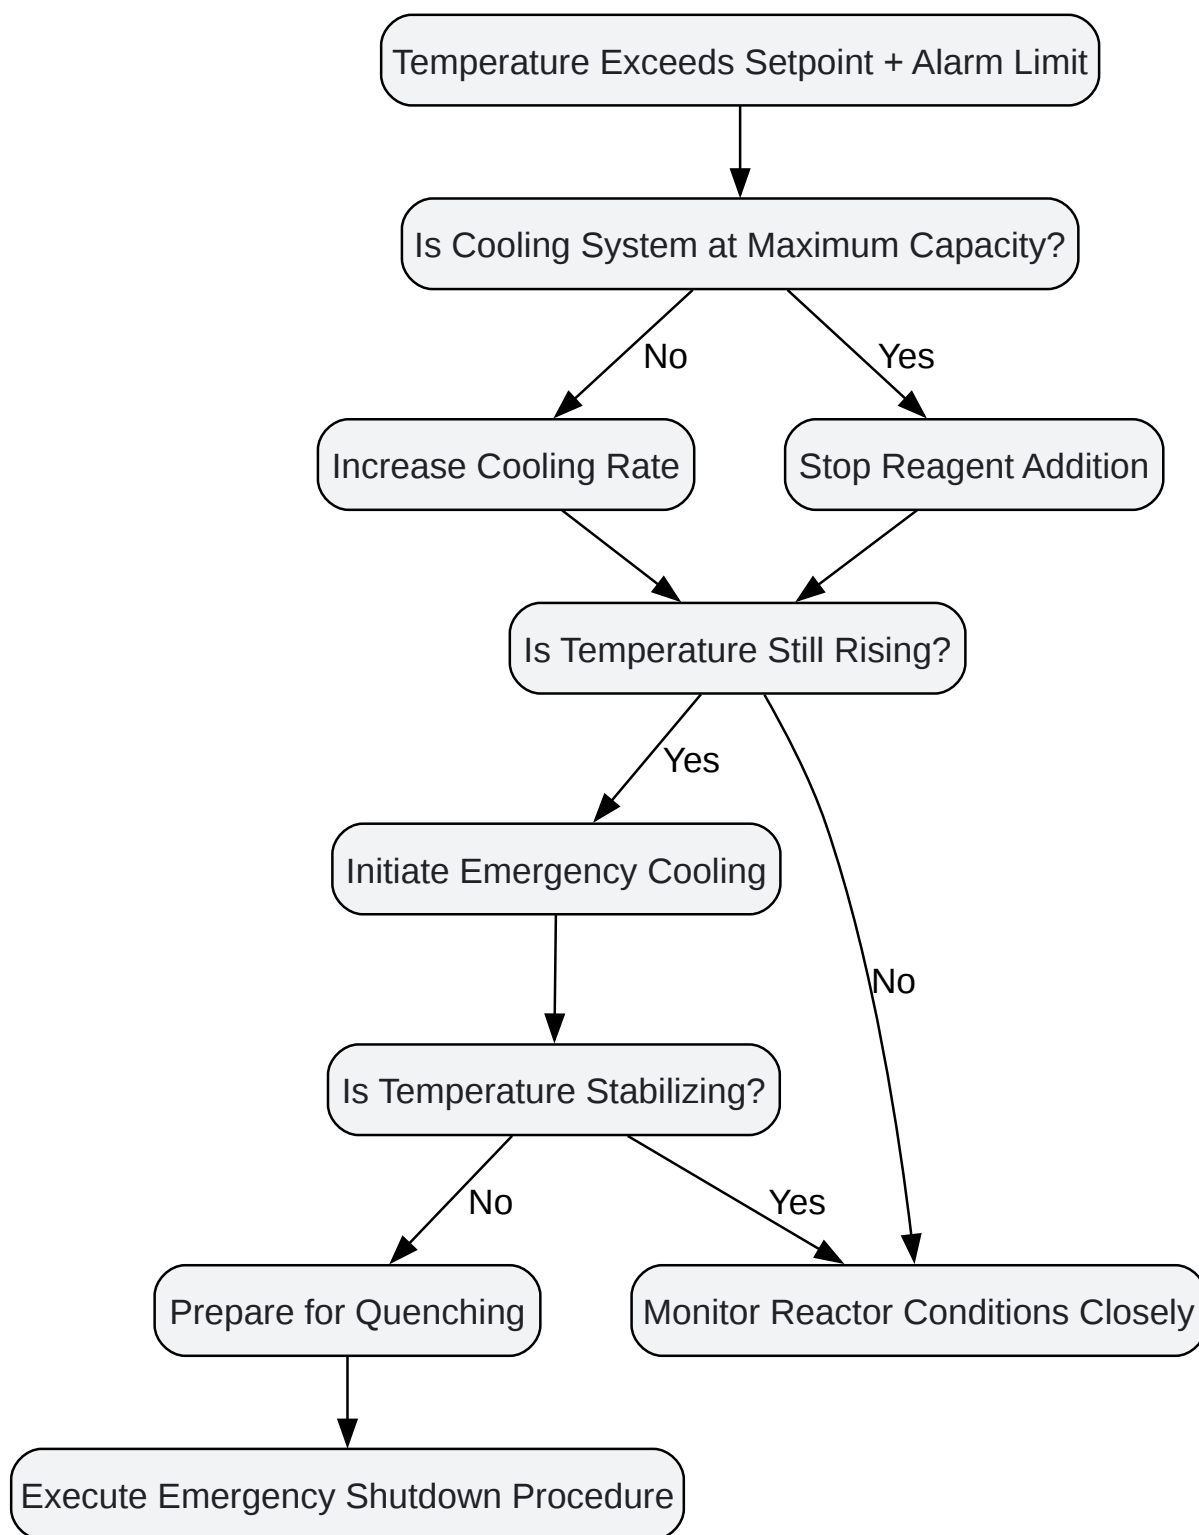 Temperature Exceeds Setpoint + Alarm Limit
Is Cooling System at Maximum Capacity?
No
Yes
Increase Cooling Rate
Stop Reagent Addition
Is Temperature Still Rising?
Yes
Initiate Emergency Cooling
No
Is Temperature Stabilizing?
No
Yes
Prepare for Quenching
Monitor Reactor Conditions Closely
Execute Emergency Shutdown Procedure